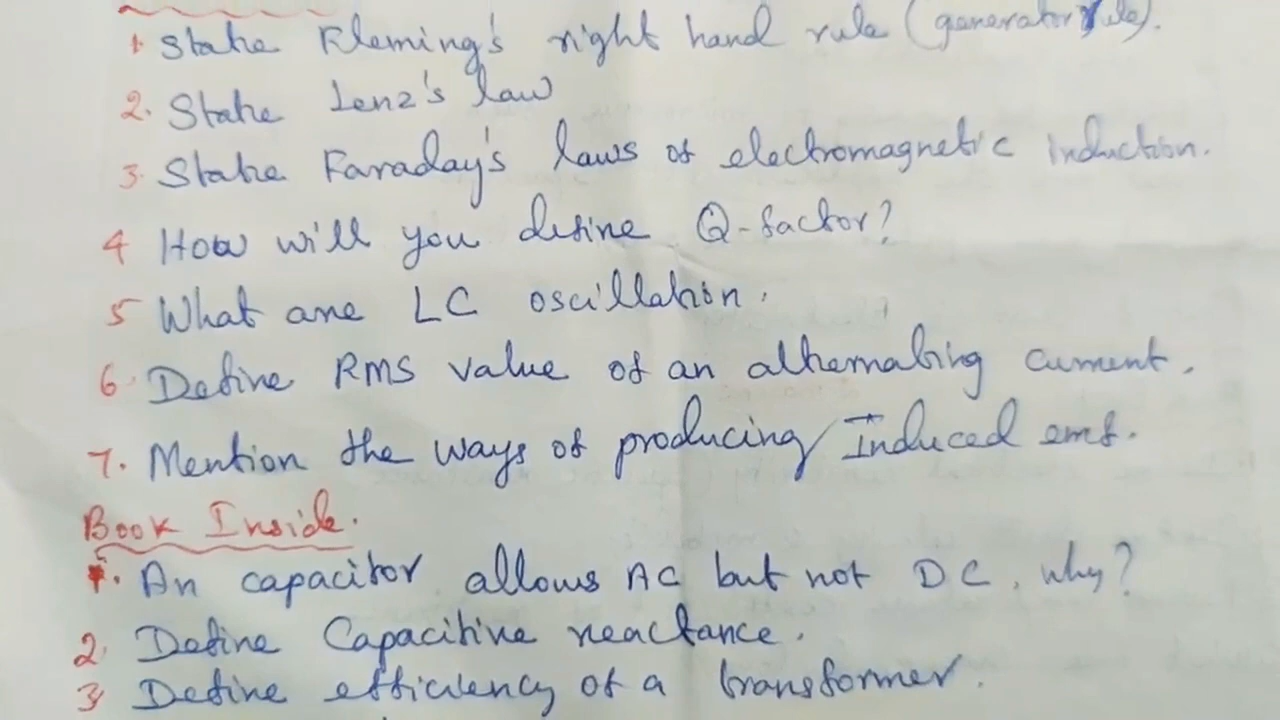 1. State Fleming's right hand rule (generator rule).
2. State Lenz's law
3. State Faraday's laws of electromagnetic induction.
4 How will you define Q-factor?
5 What are LC oscillation.
6. Define RMS value of an alternating current.
7. Mention the ways of producing Induced emf.
Book Inside.
1. An capacitor allows AC but not DC, why?
2. Define Capacitive reactance.
3 Define efficiency of a transformer.